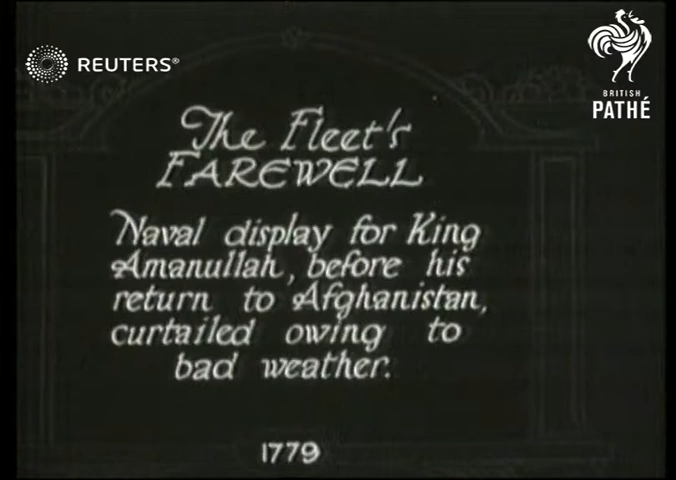 REUTERS®
BRITISH
PATHÉ
The Fleet's
FAREWELL
Naval display for King
Amanullah, before his
return to Afghanistan,
curtailed owing to
bad weather.
1779